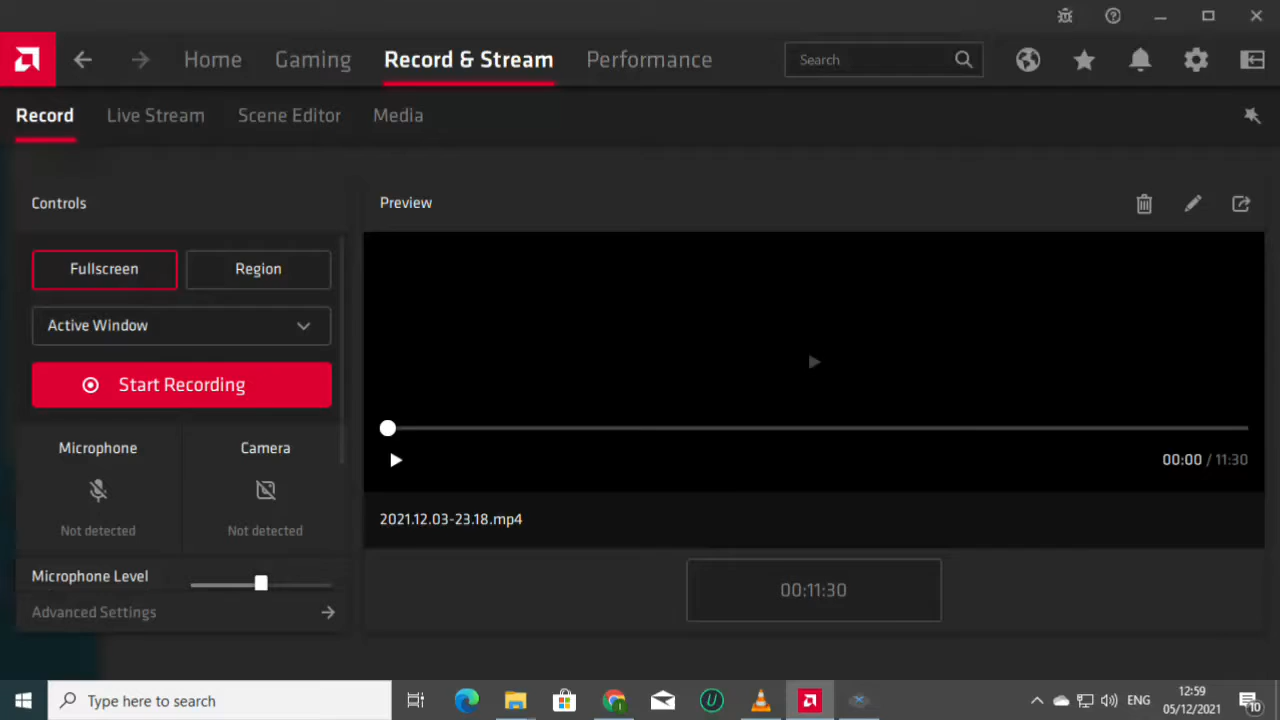 Home Gaming Record & Stream Performance Search
Record Live Stream Scene Editor Media
Controls
Fullscreen Region
Active Window
Start Recording
Microphone Camera
Not detected Not detected
Microphone Level
Advanced Settings
Preview
00:00 / 11:30
2021.12.03-23.18.mp4
00:11:30
Type here to search
ENG
12:59
05/12/2021
10